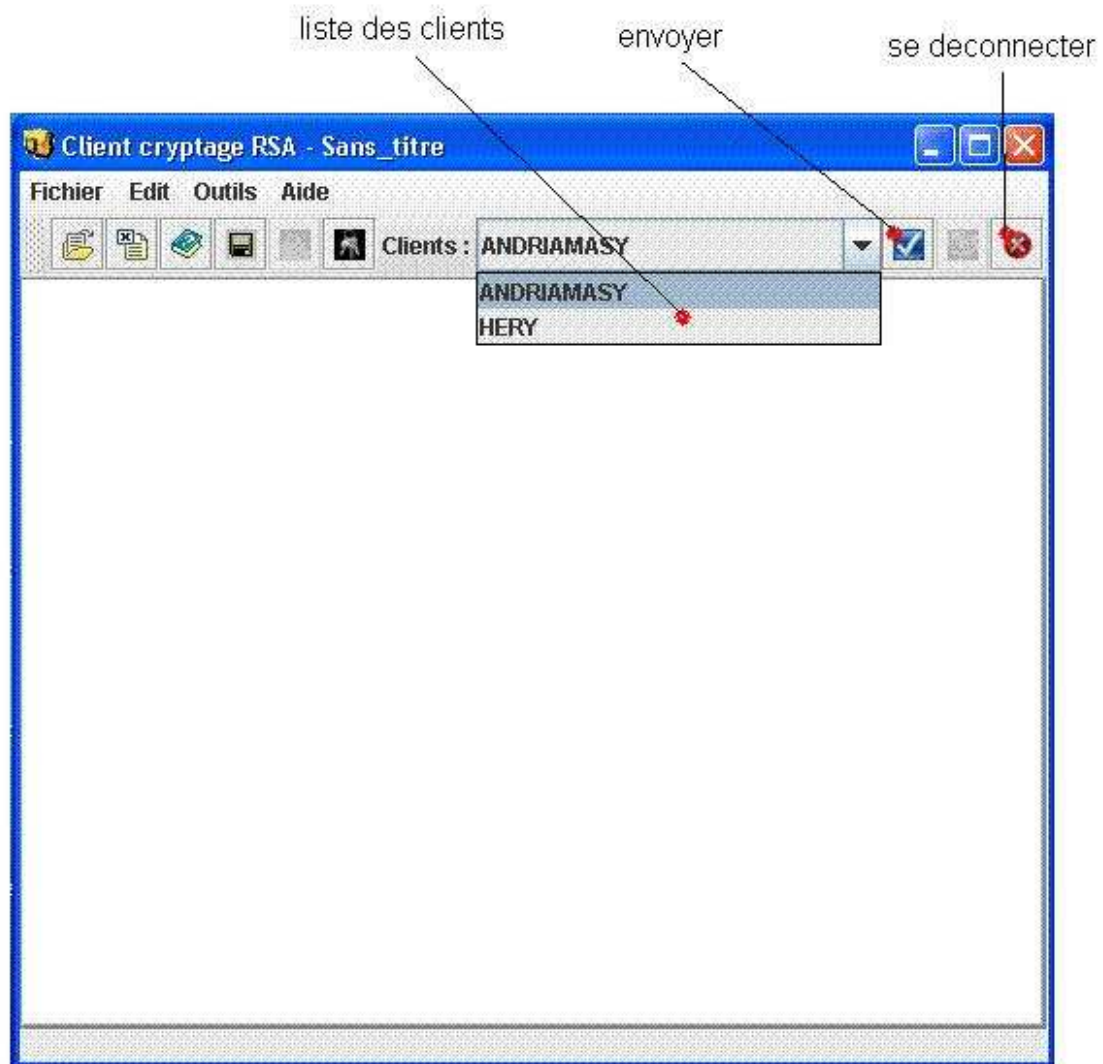 liste des clients
envoyer
se deconnecter
Client cryptage RSA - Sans_titre
Fichier Edit Outils Aide
Clients : ANDRIAMASY
ANDRIAMASY
HERY